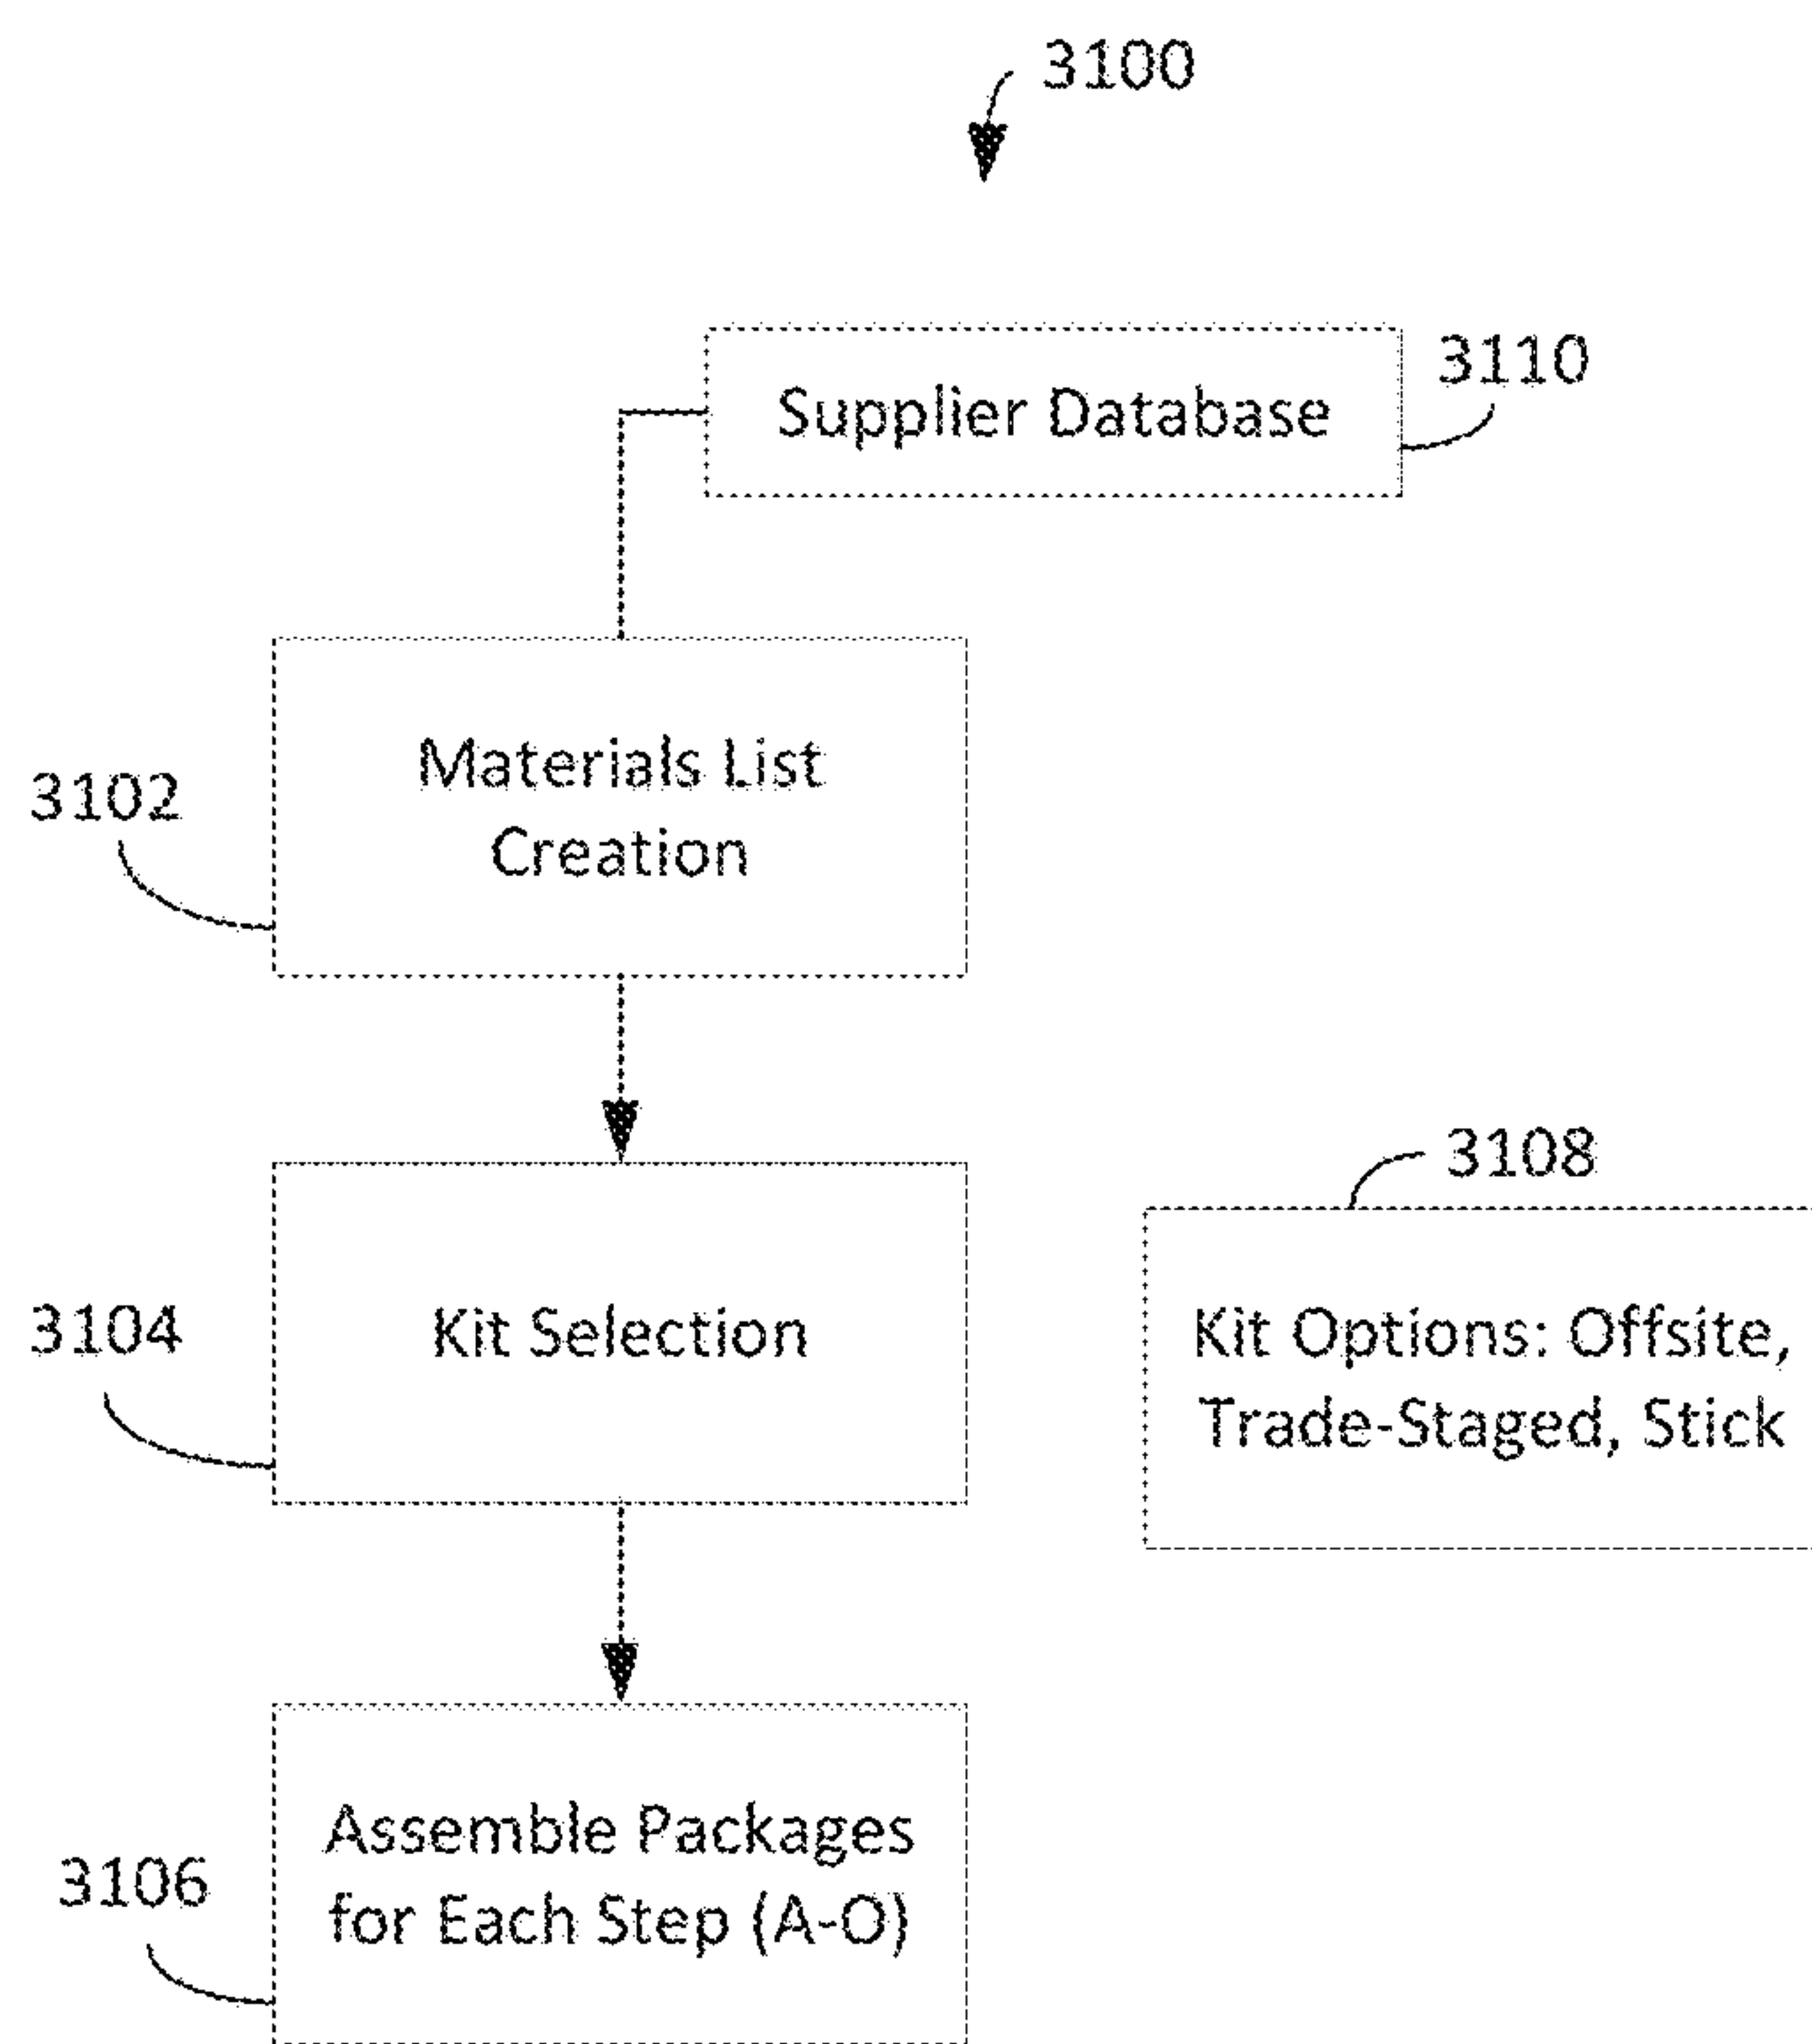 3100
Supplier Database
3110
Materials List
Creation
3102
Kit Selection
3104
3108
Kit Options: Offsite,
Trade-Staged, Stick
Assemble Packages
for Each Step (A-O)
3106